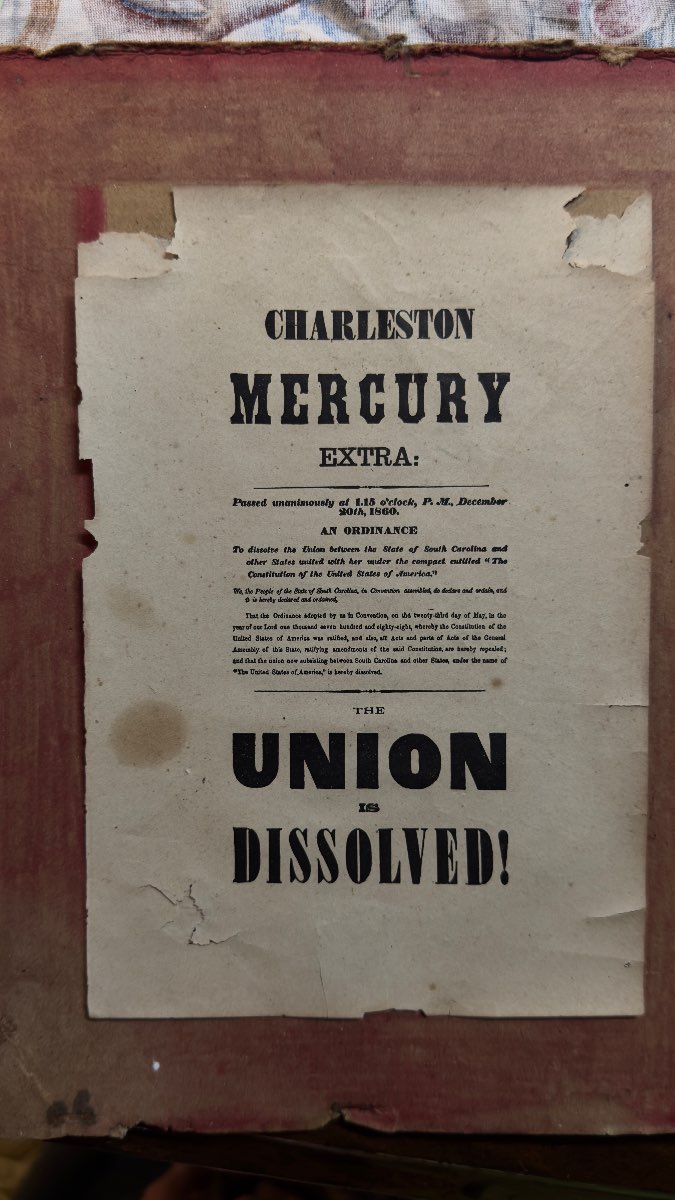 CHARLESTON
MERCURY
EXTRA:
Passed unanimously at 1.15 o'clock, P. M., December
20th, 1860.
AN ORDINANCE
To dissolve the Union between the State of South Carolina and
other States united with her under the compact entitled "The
Constitution of the United States of America."
We, the People of the State of South Carolina, in Convention assembled, do declare and ordain, and
it is hereby declared and ordained,
That the Ordinance adopted by us in Convention, on the twenty-third day of May, in the
year of our Lord one thousand seven hundred and eighty-eight, whereby the Constitution of the
United States of America was ratified, and also, all Acts and parts of Acts of the General
Assembly of this State, ratifying amendments of the said Constitution, are hereby repealed;
and that the union now subsisting between South Carolina and other States, under the name of
"The United States of America," is hereby dissolved.
THE
UNION
IS
DISSOLVED!